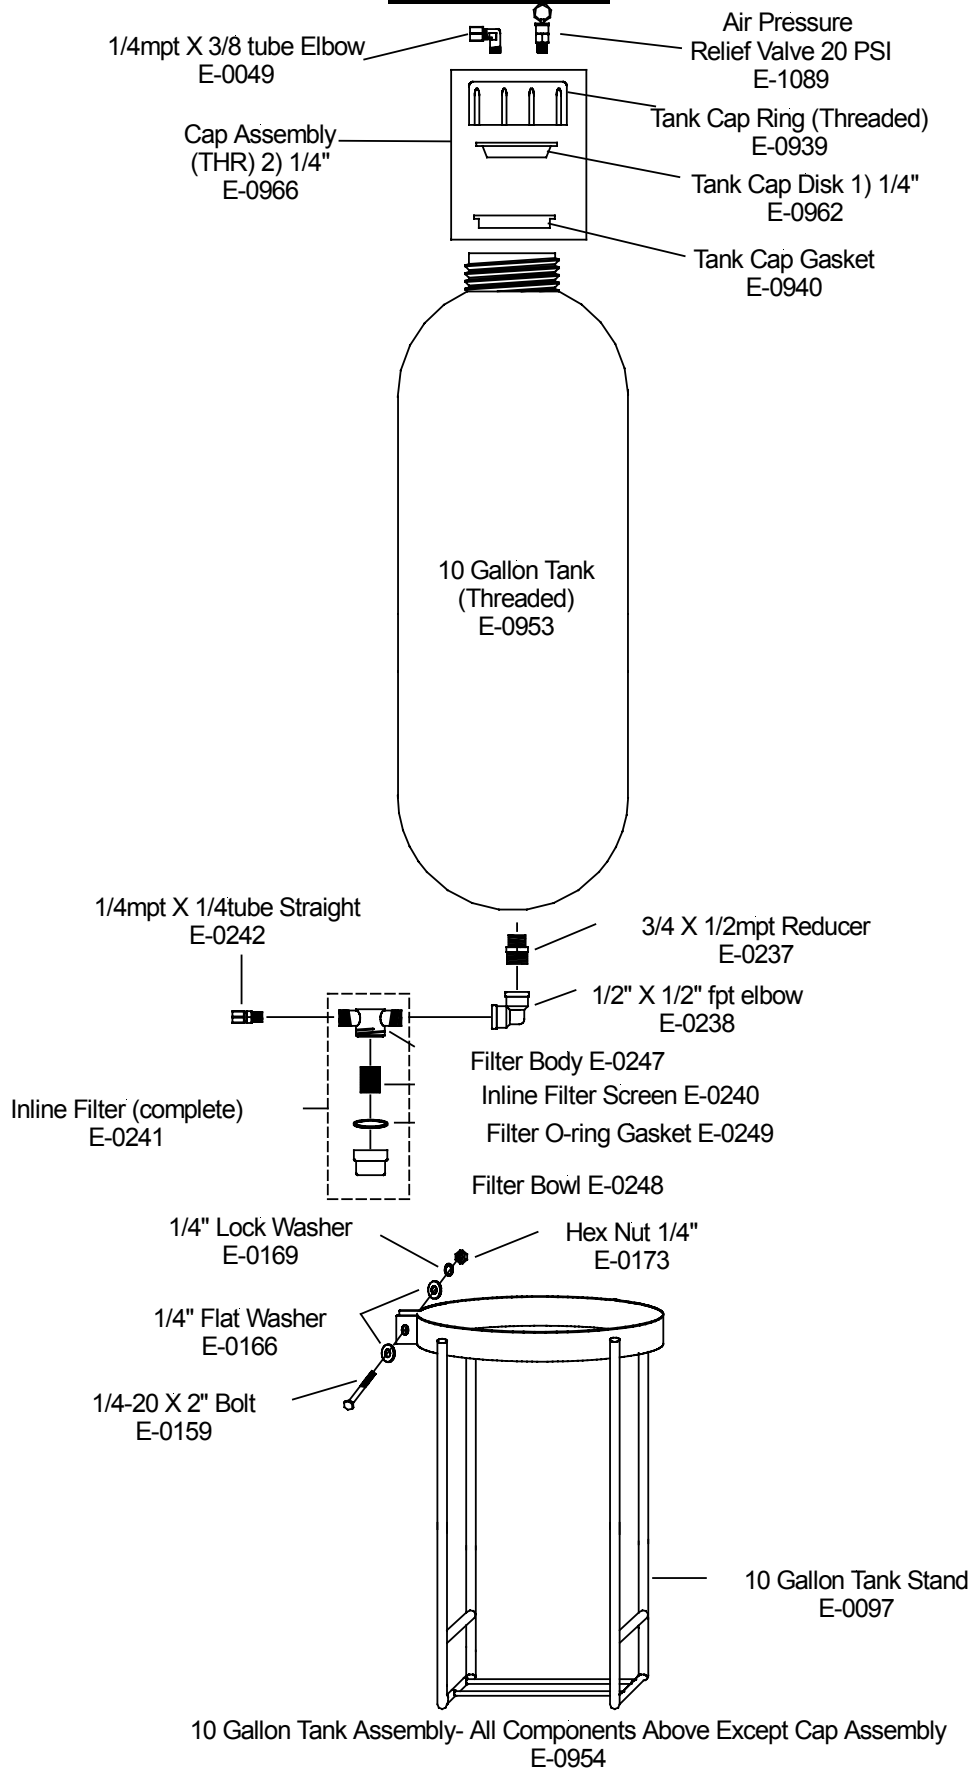 1/4mpt X 3/8 tube Elbow
E-0049
Air Pressure
Relief Valve 20 PSI
E-1089
Cap Assembly
(THR) 2) 1/4"
E-0966
Tank Cap Ring (Threaded)
E-0939
Tank Cap Disk 1) 1/4"
E-0962
Tank Cap Gasket
E-0940
10 Gallon Tank
(Threaded)
E-0953
1/4mpt X 1/4tube Straight
E-0242
3/4 X 1/2mpt Reducer
E-0237
1/2" X 1/2" fpt elbow
E-0238
Filter Body E-0247
Inline Filter Screen E-0240
Inline Filter (complete)
E-0241
Filter O-ring Gasket E-0249
Filter Bowl E-0248
1/4" Lock Washer
E-0169
Hex Nut 1/4"
E-0173
1/4" Flat Washer
E-0166
1/4-20 X 2" Bolt
E-0159
10 Gallon Tank Stand
E-0097
10 Gallon Tank Assembly- All Components Above Except Cap Assembly
E-0954